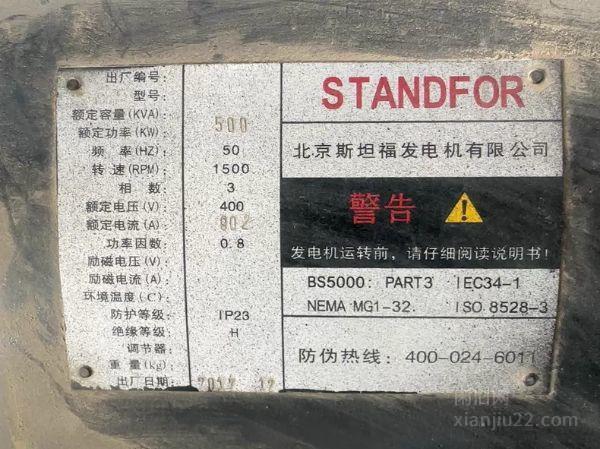 出厂编号:
型号:
额定容量(KVA):
额定功率(KW): 500
频 率(HZ): 50
转 速(RPM): 1500
相 数: 3
额定电压(V): 400
额定电流(A): 902
功率因数: 0.8
励磁电压(V):
励磁电流(A):
环境温度(C):
防护等级: IP23
绝缘等级: H
调节器:
重 量(kg):
出厂日期: 2017 12
STANDFOR
北京斯坦福发电机有限公司
警告
发电机运转前,请仔细阅读说明书!
BS5000: PART3 IEC34-1
NEMA MG1-32. ISO 8528-3
防伪热线: 400-024-6011
闲旧网
xianjiu22.com